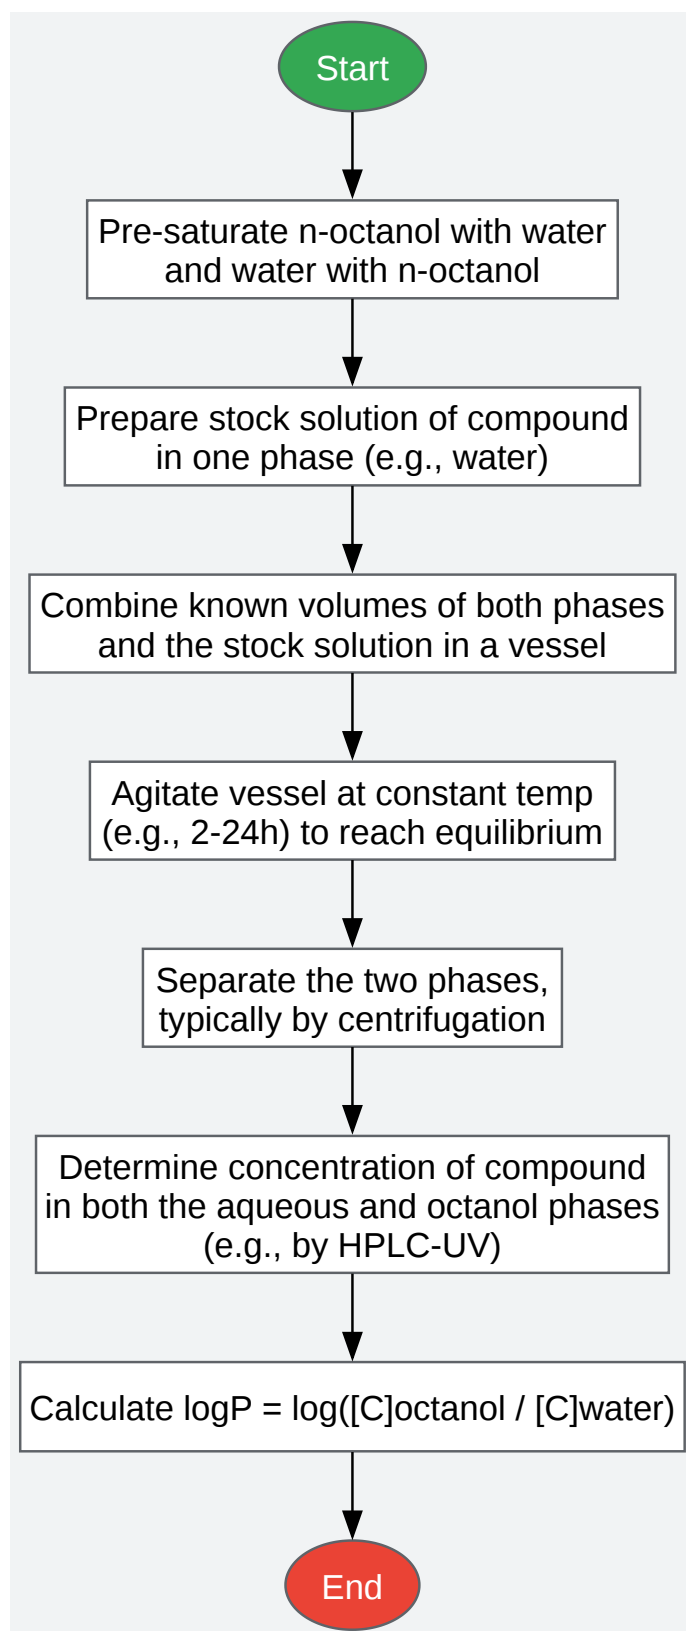 Start
Pre-saturate n-octanol with water
and water with n-octanol
Prepare stock solution of compound
in one phase (e.g., water)
Combine known volumes of both phases
and the stock solution in a vessel
Agitate vessel at constant temp
(e.g., 2-24h) to reach equilibrium
Separate the two phases,
typically by centrifugation
Determine concentration of compound
in both the aqueous and octanol phases
(e.g., by HPLC-UV)
Calculate logP = log([C]octanol / [C]water)
End